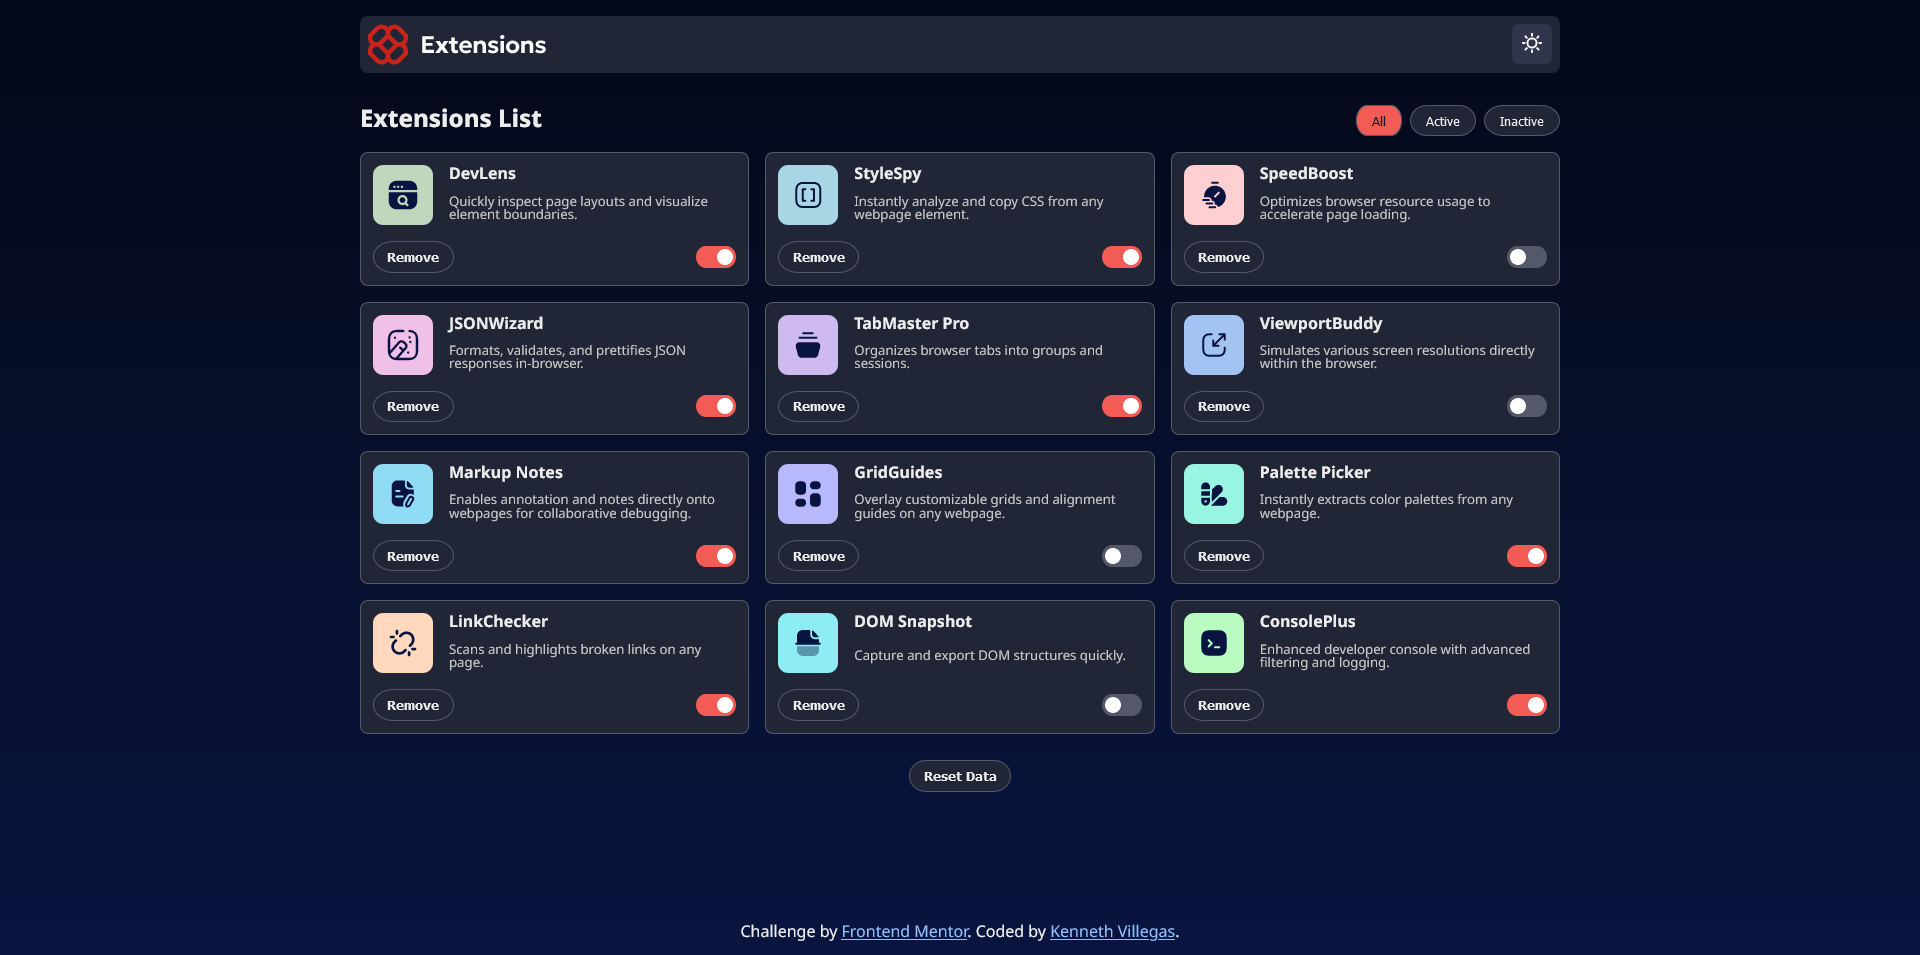 Extensions
Extensions List
All
Active
Inactive
DevLens
Quickly inspect page layouts and visualize
element boundaries.
Remove
StyleSpy
Instantly analyze and copy CSS from any
webpage element.
Remove
SpeedBoost
Optimizes browser resource usage to
accelerate page loading.
Remove
JSONWizard
Formats, validates, and prettifies JSON
responses in-browser.
Remove
TabMaster Pro
Organizes browser tabs into groups and
sessions.
Remove
ViewportBuddy
Simulates various screen resolutions directly
within the browser.
Remove
Markup Notes
Enables annotation and notes directly onto
webpages for collaborative debugging.
Remove
GridGuides
Overlay customizable grids and alignment
guides on any webpage.
Remove
Palette Picker
Instantly extracts color palettes from any
webpage.
Remove
LinkChecker
Scans and highlights broken links on any
page.
Remove
DOM Snapshot
Capture and export DOM structures quickly.
Remove
ConsolePlus
Enhanced developer console with advanced
filtering and logging.
Remove
Reset Data
Challenge by Frontend Mentor. Coded by Kenneth Villegas.